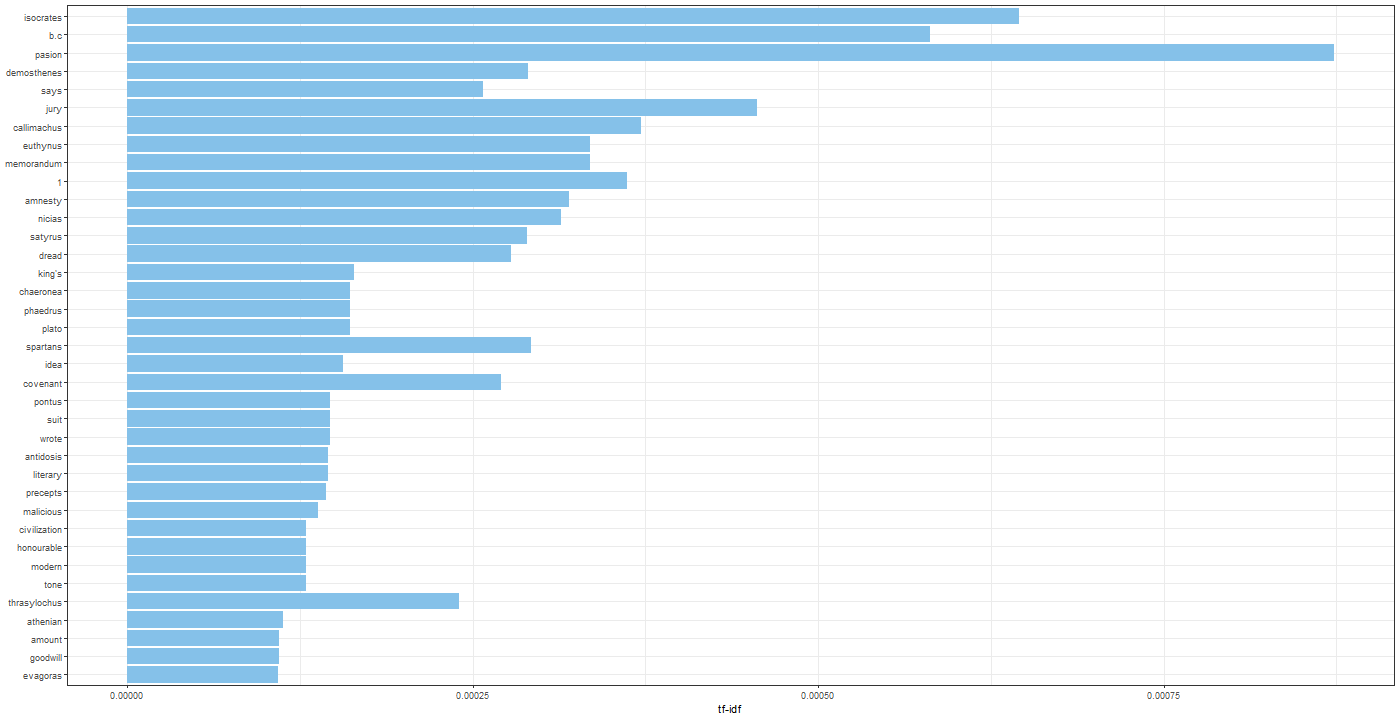 isocrates
b.c
pasion
demosthenes
says
jury
callimachus
euthynus
memorandum
1
amnesty
nicias
satyrus
dread
king's
chaeronea
phaedrus
plato
spartans
idea
covenant
pontus
suit
wrote
antidosis
literary
precepts
malicious
civilization
honourable
modern
tone
thrasylochus
athenian
amount
goodwill
evagoras
0.00000 0.00025 0.00050 0.00075
tf-idf